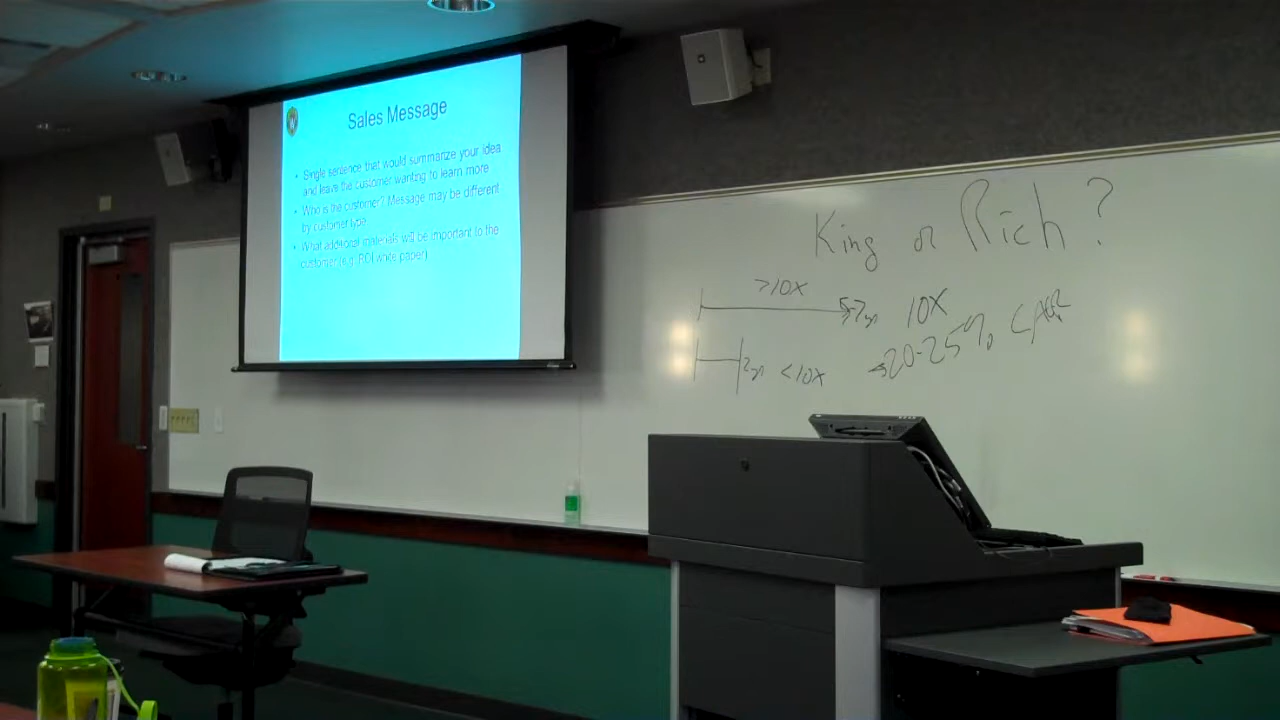 Sales Message
• Single sentence that would summarize your idea
and leave the customer wanting to learn more
• Who is the customer? Message may be different
by customer type
• What additional materials will be important to the
customer (e.g. ROI white paper)
King or Rich?
>10X
10X
20-25%
<10X